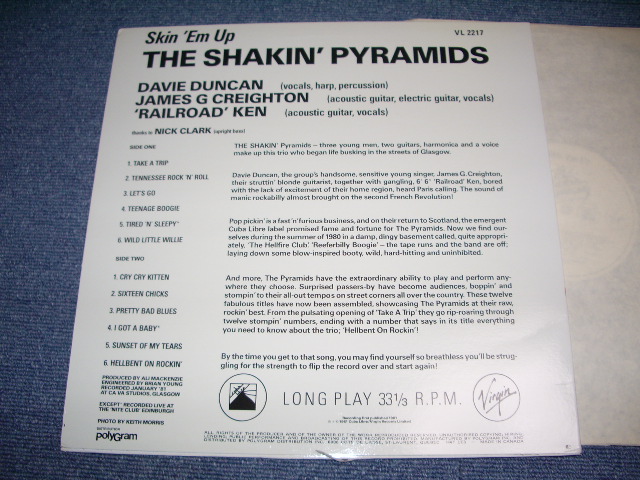 Skin 'Em Up
VL 2217
THE SHAKIN' PYRAMIDS
DAVIE DUNCAN (vocals, harp, percussion)
JAMES G CREIGHTON (acoustic guitar, electric guitar, vocals)
'RAILROAD' KEN (acoustic guitar, vocals)
thanks to NICK CLARK (upright bass)
SIDE ONE
1. TAKE A TRIP
2. TENNESSEE ROCK 'N' ROLL
3. LET'S GO
4. TEENAGE BOOGIE
5. TIRED 'N' SLEEPY*
6. WILD LITTLE WILLIE
SIDE TWO
1. CRY CRY KITTEN
2. SIXTEEN CHICKS
3. PRETTY BAD BLUES
4. I GOT A BABY*
5. SUNSET OF MY TEARS
6. HELLBENT ON ROCKIN'
PRODUCED BY ALI MACKENZIE
ENGINEERED BY BRIAN YOUNG
RECORDED JANUARY '81
AT CA VA STUDIOS, GLASGOW
EXCEPT* RECORDED LIVE AT
THE 'NITE CLUB' EDINBURGH
PHOTO BY KEITH MORRIS
polyGram
THE SHAKIN' Pyramids – three young men, two guitars, harmonica and a voice
make up this trio who began life busking in the streets of Glasgow.
Davie Duncan, the group's handsome, sensitive young singer, James G. Creighton,
their struttin' blonde guitarist, together with gangling, 6' 6" 'Railroad' Ken, bored
with the lack of excitement of their home region, heard Paris calling. The sound of
manic rockabilly almost brought on the second French Revolution!
Pop pickin' is a fast 'n' furious business, and on their return to Scotland, the emergent
Cuba Libre label promised fame and fortune for The Pyramids. Now we find our-
selves during the summer of 1980 in a damp, dingy basement called, quite appropri-
ately, 'The Hellfire Club' 'Reeferbilly Boogie' – the tape runs and the band are off;
laying down some blow-inspired booty, wild, hard-hitting and uninhibited.
And more, The Pyramids have the extraordinary ability to play and perform any-
where they choose. Surprised passers-by have become audiences, boppin' and
stompin' to their all-out tempos on street corners all over the country. These twelve
fabulous titles have now been assembled, showcasing The Pyramids at their raw,
rockin' best. From the pulsating opening of 'Take A Trip' they go rip-roaring through
twelve stompin' numbers, ending with a number that says in its title everything
you need to know about the trio; 'Hellbent On Rockin'!
By the time you get to that song, you may find yourself so breathless you'll be strug-
gling for the strength to flip the record over and start again!
LONG PLAY 33⅓ R.P.M.
Virgin
Recording first published 1981